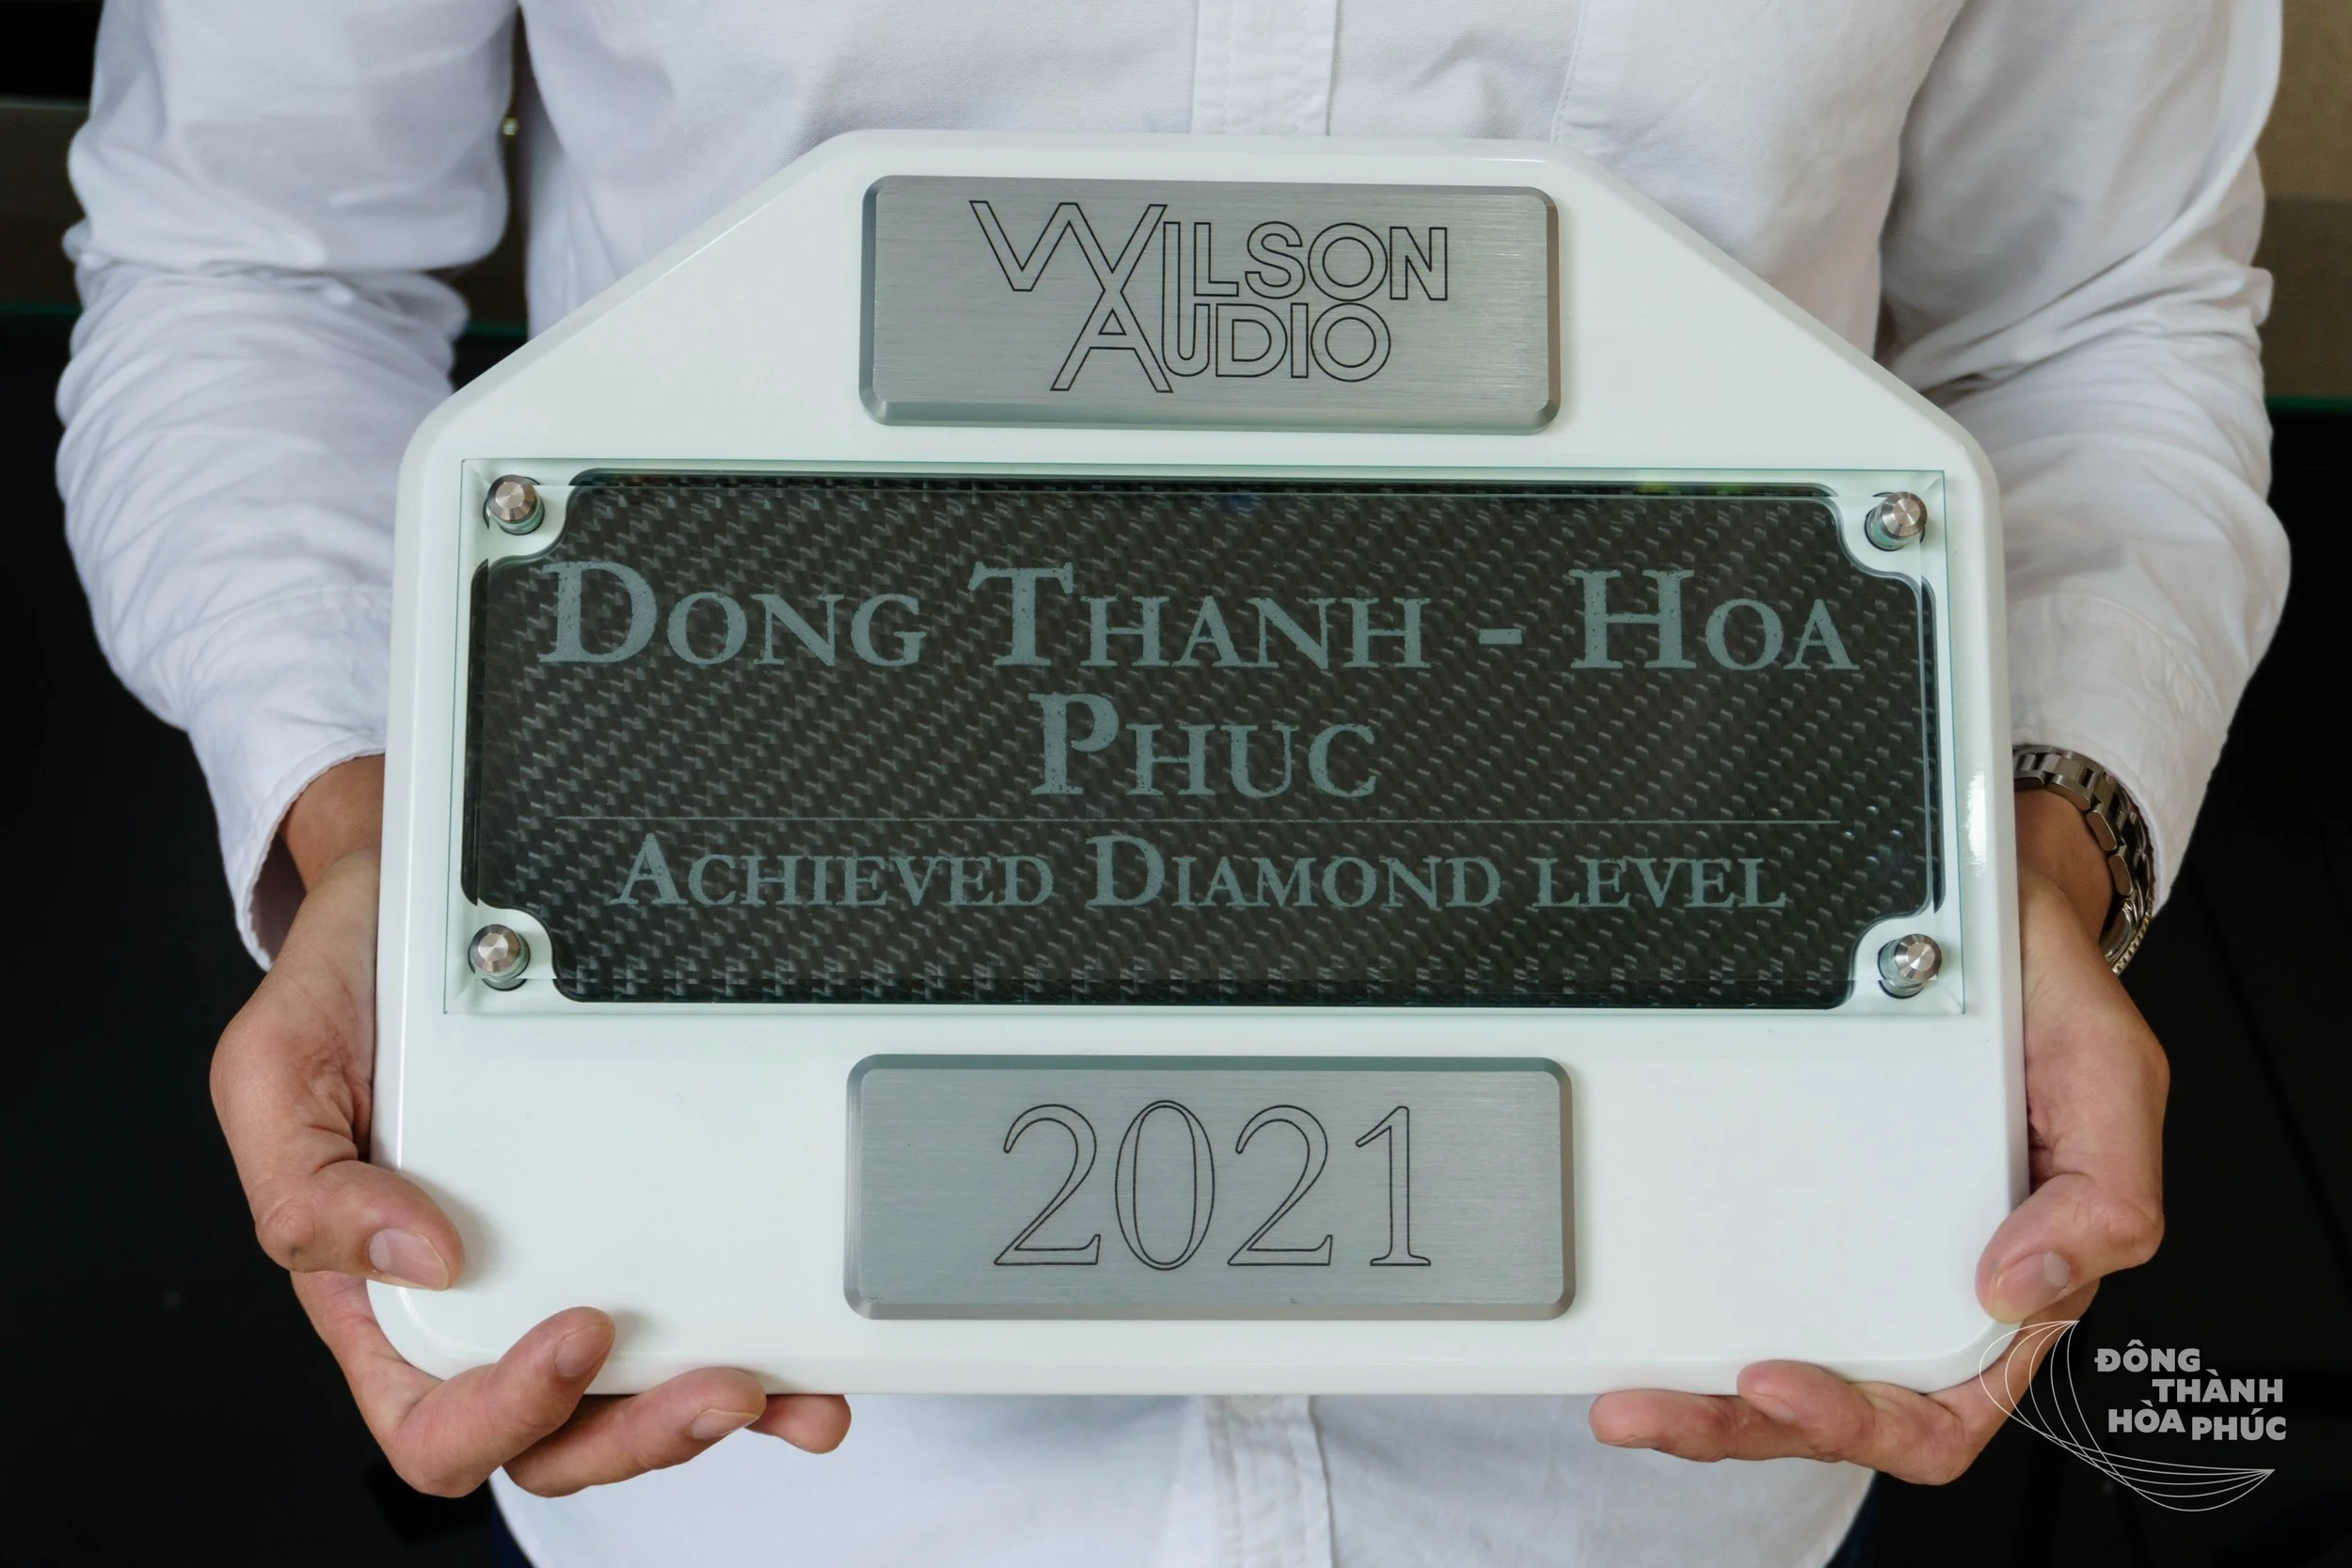 WILSON
AUDIO
DONG THANH - HOA
PHUC
ACHIEVED DIAMOND LEVEL
2021
ĐÔNG
THÀNH
HÒA PHÚC